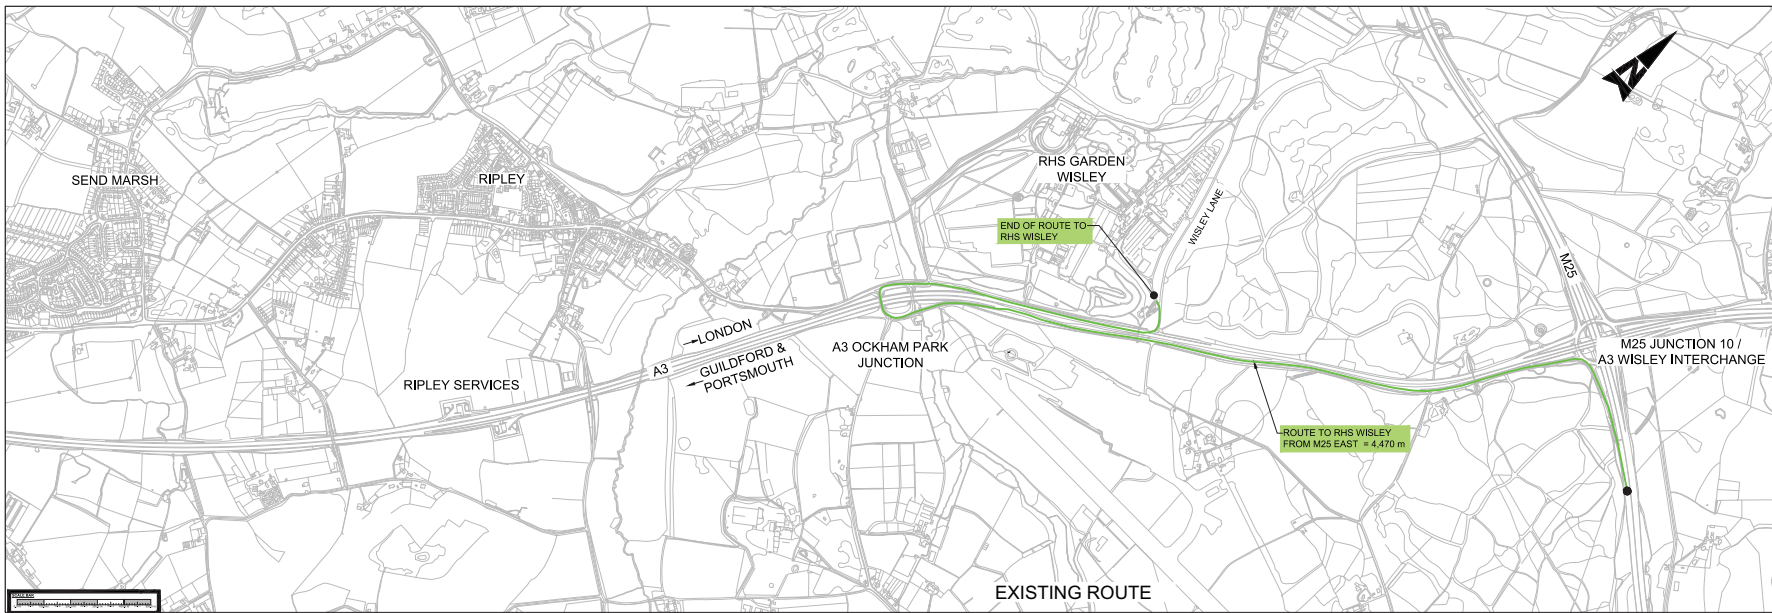 SEND MARSH
RIPLEY
RHS GARDEN
WISLEY
END OF ROUTE TO
RHS WISLEY
WISLEY LANE
M25
N
LONDON
A3
GUILDFORD &
PORTSMOUTH
RIPLEY SERVICES
A3 OCKHAM PARK
JUNCTION
M25 JUNCTION 10 /
A3 WISLEY INTERCHANGE
ROUTE TO RHS WISLEY
FROM M25 EAST = 4,470 m
EXISTING ROUTE
SCALE BAR